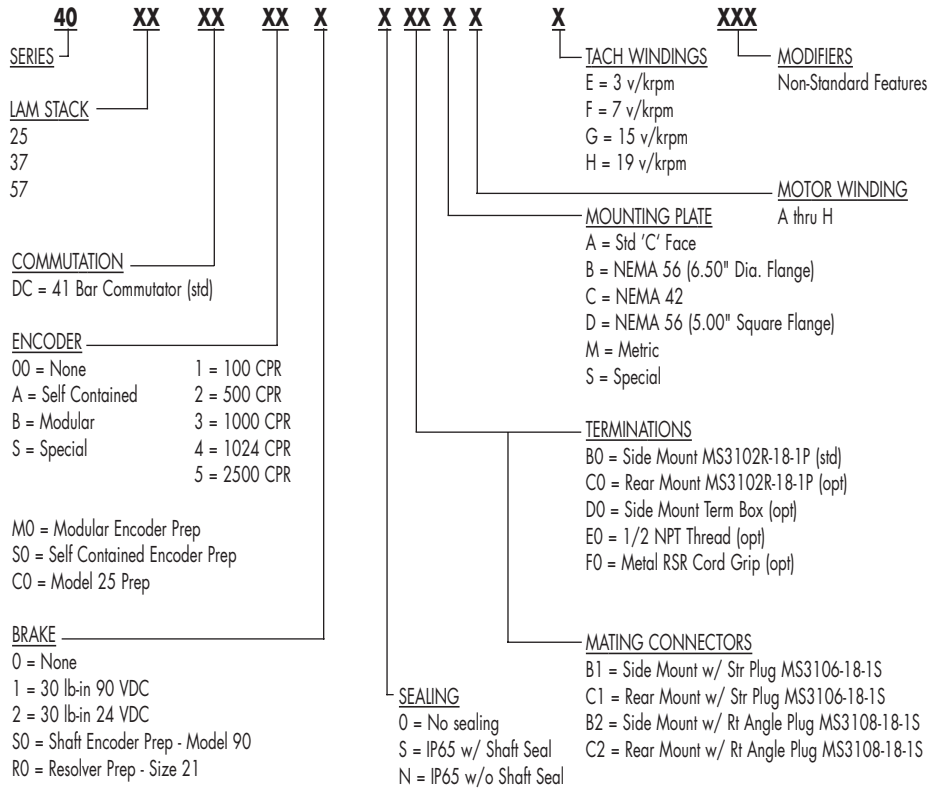 40 XX XX XX X X XX X X X XXX
SERIES
LAM STACK
25
37
57
COMMUTATION
DC = 41 Bar Commutator (std)
ENCODER
00 = None
A = Self Contained
B = Modular
S = Special
1 = 100 CPR
2 = 500 CPR
3 = 1000 CPR
4 = 1024 CPR
5 = 2500 CPR
M0 = Modular Encoder Prep
S0 = Self Contained Encoder Prep
C0 = Model 25 Prep
BRAKE
0 = None
1 = 30 lb-in 90 VDC
2 = 30 lb-in 24 VDC
S0 = Shaft Encoder Prep - Model 90
R0 = Resolver Prep - Size 21
SEALING
0 = No sealing
S = IP65 w/ Shaft Seal
N = IP65 w/o Shaft Seal
TACH WINDINGS
E = 3 v/krpm
F = 7 v/krpm
G = 15 v/krpm
H = 19 v/krpm
MODIFIERS
Non-Standard Features
MOTOR WINDING
A thru H
MOUNTING PLATE
A = Std 'C' Face
B = NEMA 56 (6.50" Dia. Flange)
C = NEMA 42
D = NEMA 56 (5.00" Square Flange)
M = Metric
S = Special
TERMINATIONS
B0 = Side Mount MS3102R-18-1P (std)
C0 = Rear Mount MS3102R-18-1P (opt)
D0 = Side Mount Term Box (opt)
E0 = 1/2 NPT Thread (opt)
F0 = Metal RSR Cord Grip (opt)
MATING CONNECTORS
B1 = Side Mount w/ Str Plug MS3106-18-1S
C1 = Rear Mount w/ Str Plug MS3106-18-1S
B2 = Side Mount w/ Rt Angle Plug MS3108-18-1S
C2 = Rear Mount w/ Rt Angle Plug MS3108-18-1S